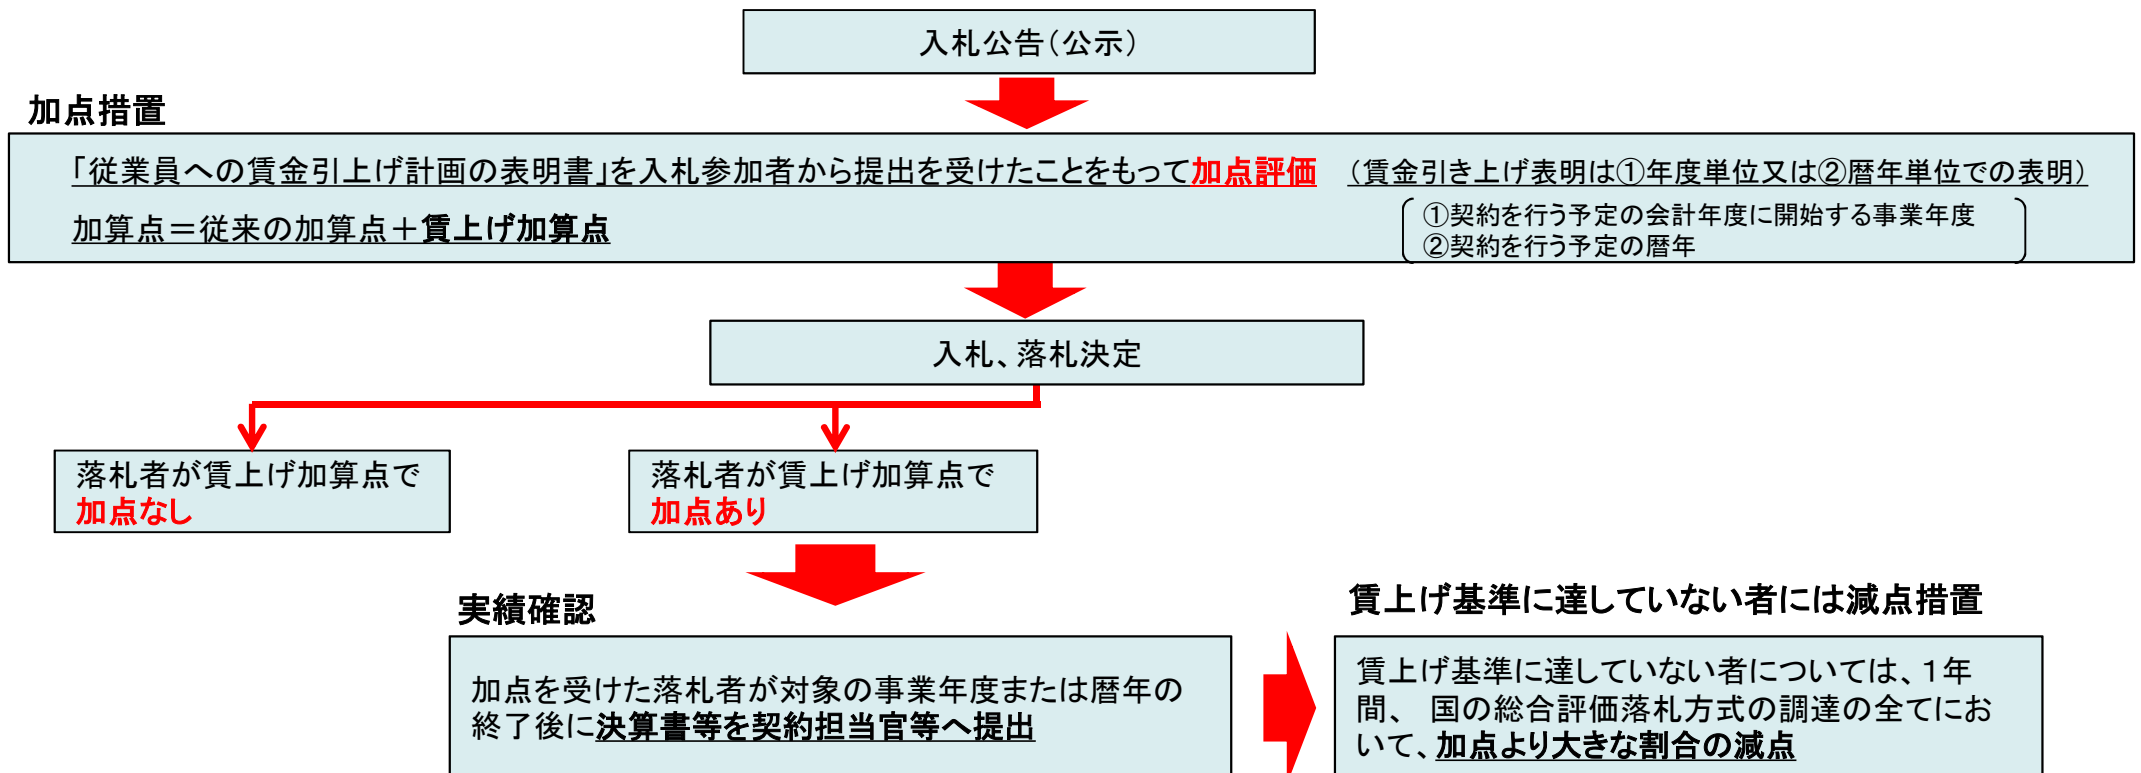 入札公告(公示)
加点措置
「従業員への賃金引上げ計画の表明書」を入札参加者から提出を受けたことをもって加点評価 (賃金引き上げ表明は①年度単位又は②暦年単位での表明)
加算点=従来の加算点+賃上げ加算点
①契約を行う予定の会計年度に開始する事業年度
②契約を行う予定の暦年
入札、落札決定
落札者が賃上げ加算点で
加点なし
落札者が賃上げ加算点で
加点あり
実績確認
加点を受けた落札者が対象の事業年度または暦年の
終了後に決算書等を契約担当官等へ提出
賃上げ基準に達していない者には減点措置
賃上げ基準に達していない者については、1年
間、 国の総合評価落札方式の調達の全てにお
いて、加点より大きな割合の減点